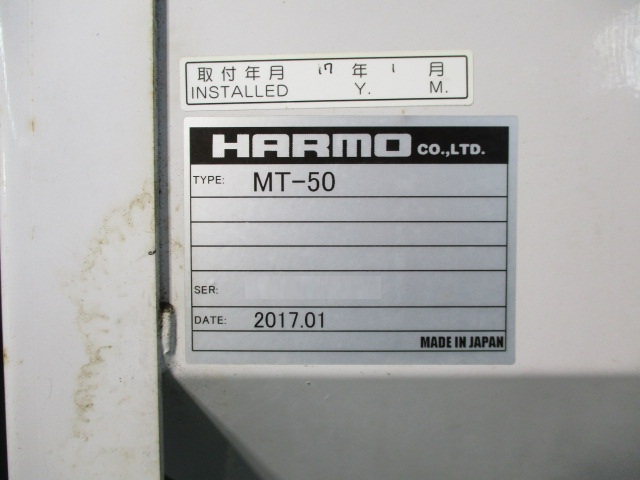 取付年月 17 年 1 月
INSTALLED Y. M.
HARMO CO.,LTD.
TYPE: MT-50
SER:
DATE: 2017.01
MADE IN JAPAN